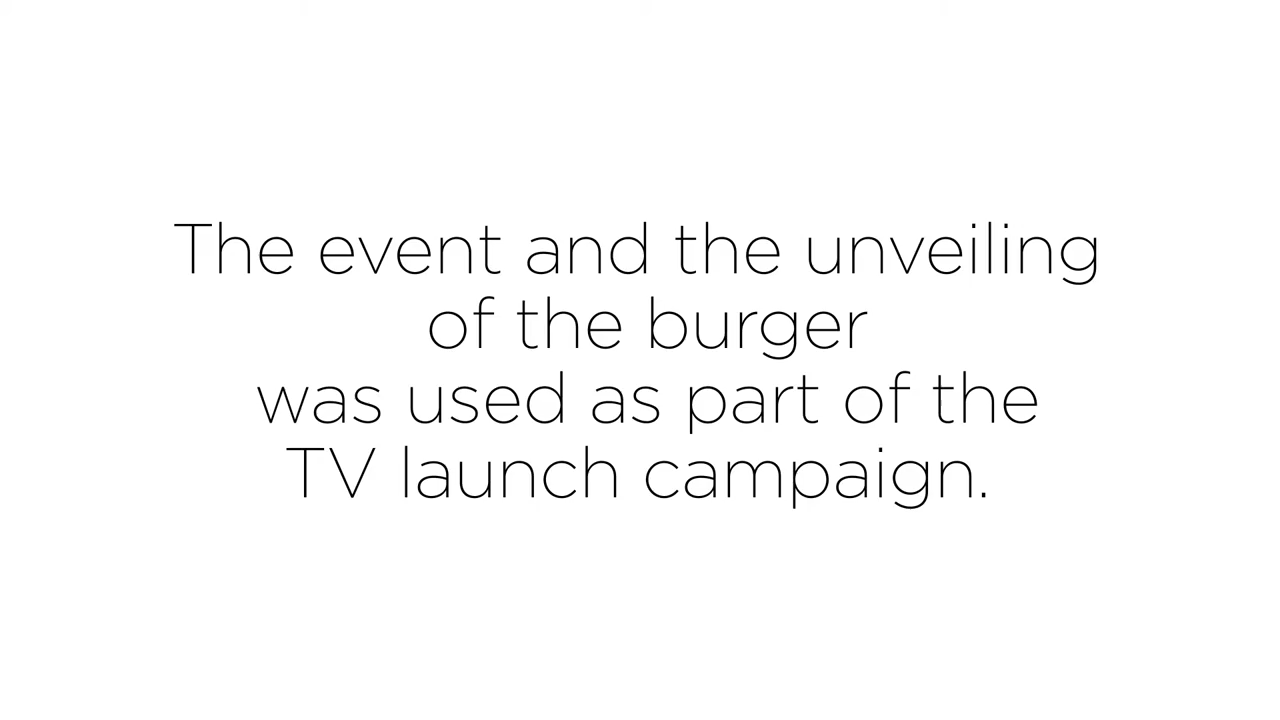 The event and the unveiling
of the burger
was used as part of the
TV launch campaign.